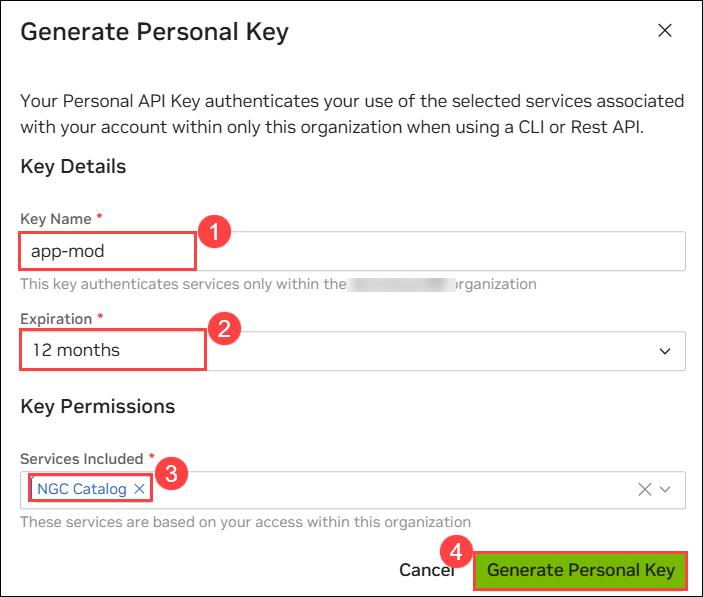 Generate Personal Key
Your Personal API Key authenticates your use of the selected services associated
with your account within only this organization when using a CLI or Rest API.
Key Details
Key Name *
1
app-mod
This key authenticates services only within the organization
Expiration *
2
12 months
Key Permissions
Services Included *
3
NGC Catalog
These services are based on your access within this organization
4
Cancel
Generate Personal Key